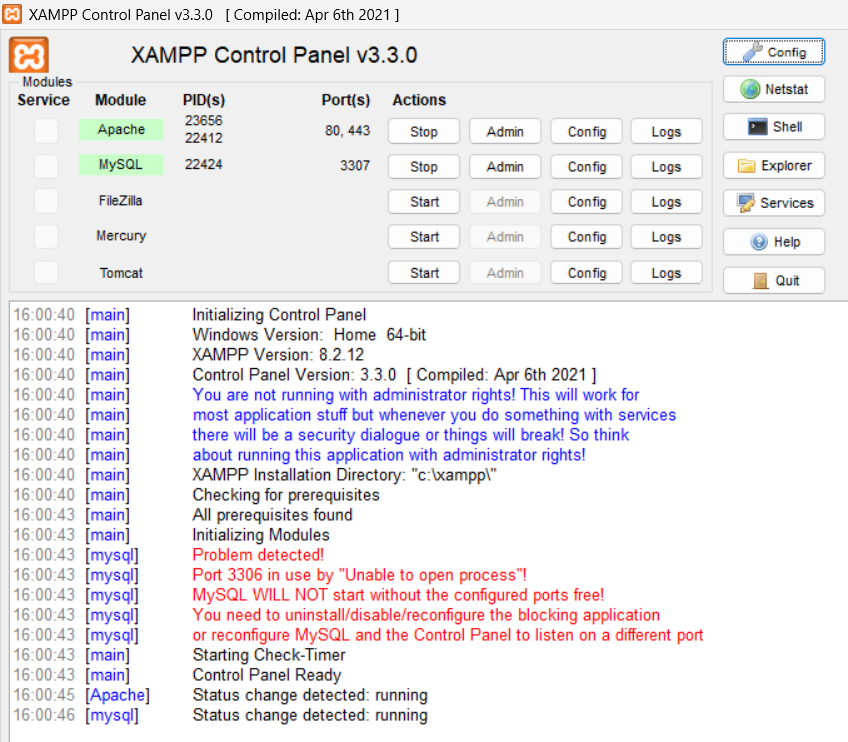 XAMPP Control Panel v3.3.0 [ Compiled: Apr 6th 2021 ]
XAMPP Control Panel v3.3.0
Config
Modules
Service Module PID(s) Port(s) Actions
Netstat
Apache 23656 22412 80, 443 Stop Admin Config Logs
Shell
MySQL 22424 3307 Stop Admin Config Logs
Explorer
FileZilla Start Admin Config Logs
Services
Mercury Start Admin Config Logs
Help
Tomcat Start Admin Config Logs
Quit
16:00:40 [main] Initializing Control Panel
16:00:40 [main] Windows Version: Home 64-bit
16:00:40 [main] XAMPP Version: 8.2.12
16:00:40 [main] Control Panel Version: 3.3.0 [ Compiled: Apr 6th 2021 ]
16:00:40 [main] You are not running with administrator rights! This will work for
16:00:40 [main] most application stuff but whenever you do something with services
16:00:40 [main] there will be a security dialogue or things will break! So think
16:00:40 [main] about running this application with administrator rights!
16:00:40 [main] XAMPP Installation Directory: "c:\xampp\"
16:00:40 [main] Checking for prerequisites
16:00:43 [main] All prerequisites found
16:00:43 [main] Initializing Modules
16:00:43 [mysql] Problem detected!
16:00:43 [mysql] Port 3306 in use by "Unable to open process"!
16:00:43 [mysql] MySQL WILL NOT start without the configured ports free!
16:00:43 [mysql] You need to uninstall/disable/reconfigure the blocking application
16:00:43 [mysql] or reconfigure MySQL and the Control Panel to listen on a different port
16:00:43 [main] Starting Check-Timer
16:00:43 [main] Control Panel Ready
16:00:45 [Apache] Status change detected: running
16:00:46 [mysql] Status change detected: running